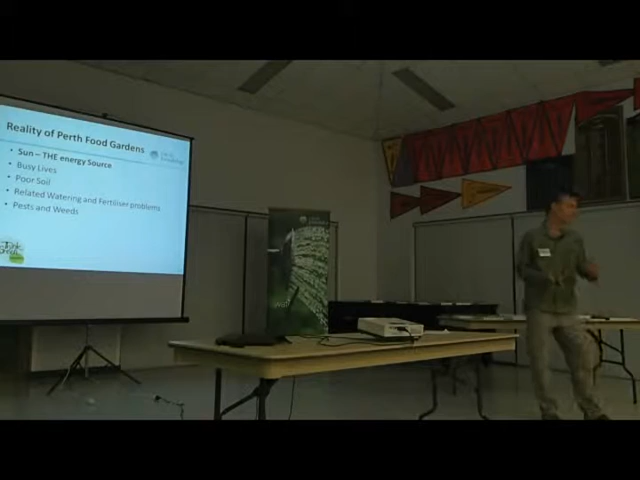 Reality of Perth Food Gardens
• Sun – THE energy Source
• Busy Lives
• Poor Soil
• Related Watering and Fertiliser problems
• Pests and Weeds